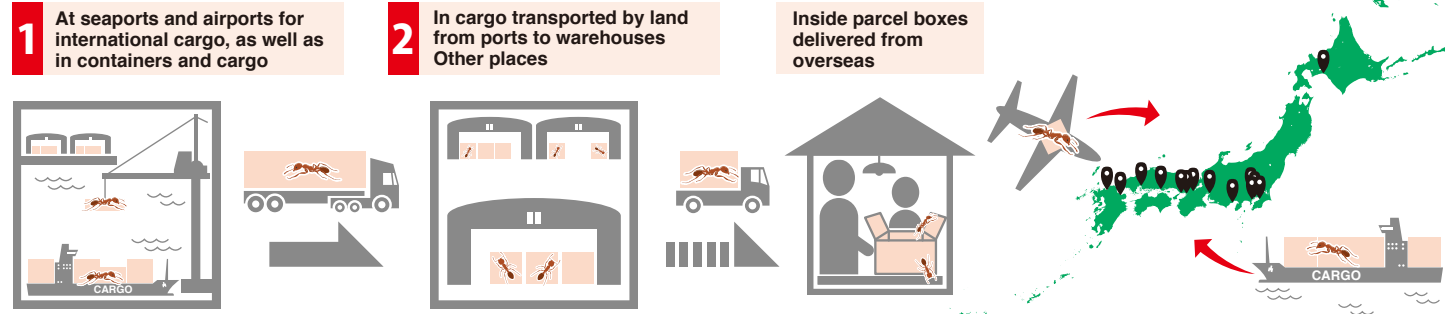 1
At seaports and airports for
international cargo, as well as
in containers and cargo
2
In cargo transported by land
from ports to warehouses
Other places
Inside parcel boxes
delivered from
overseas
CARGO
CARGO